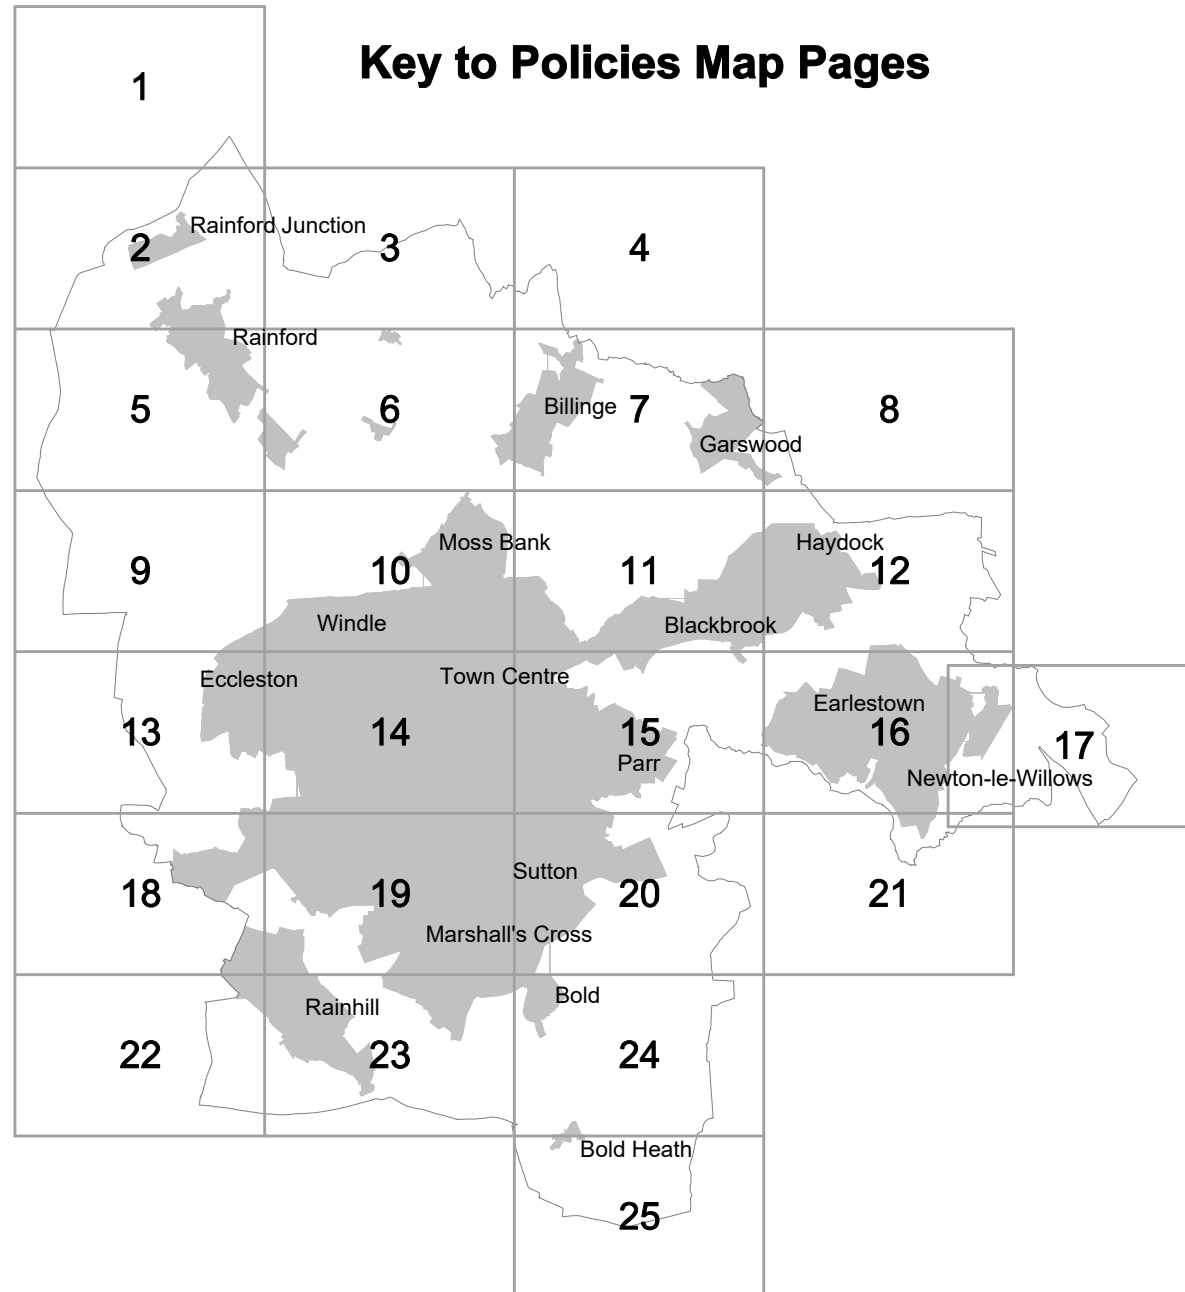 Key to Policies Map Pages
1
Rainford Junction
2
3
4
Rainford
5
6
Billinge
7
8
Garswood
Moss Bank
Haydock
9
10
11
12
Windle
Blackbrook
Eccleston
Town Centre
Earlestown
13
14
15
16
17
Parr
Newton-le-Willows
Sutton
18
19
20
21
Marshall's Cross
Bold
Rainhill
22
23
24
Bold Heath
25